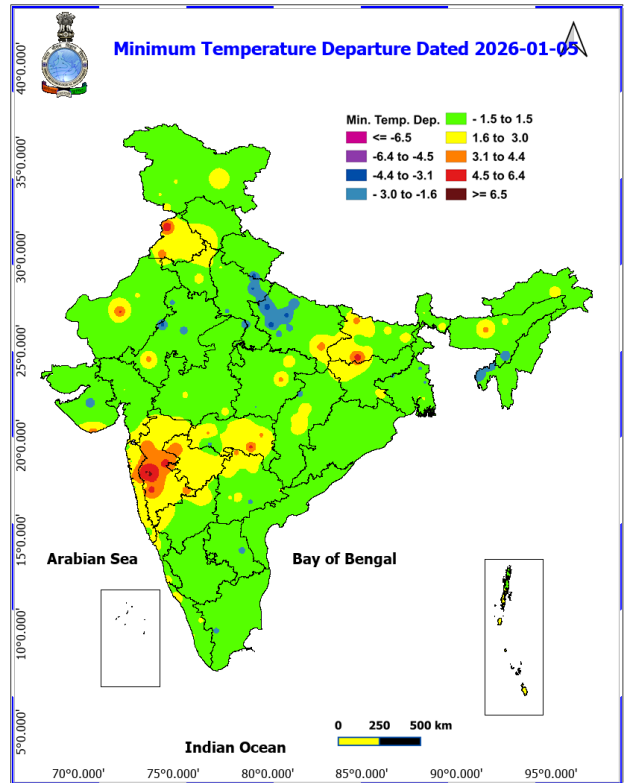 Minimum Temperature Departure Dated 2026-01-05
Min. Temp. Dep.
<= -6.5
-6.4 to -4.5
-4.4 to -3.1
- 3.0 to -1.6
- 1.5 to 1.5
1.6 to 3.0
3.1 to 4.4
4.5 to 6.4
>= 6.5
40°0.000'
35°0.000'
30°0.000'
25°0.000'
20°0.000'
15°0.000'
10°0.000'
5°0.000'
Arabian Sea
Bay of Bengal
Indian Ocean
0 250 500 km
70°0.000' 75°0.000' 80°0.000' 85°0.000' 90°0.000' 95°0.000'